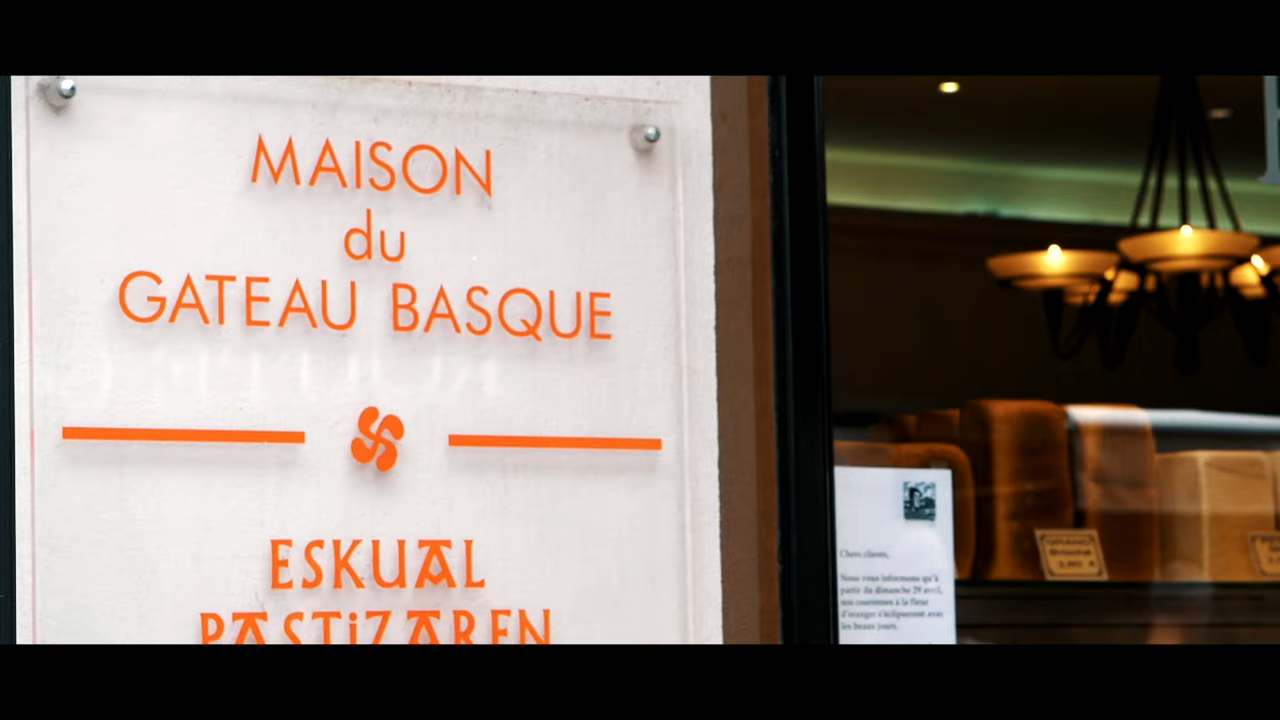 MAISON
du
GATEAU BASQUE
ESKUAL
PASTiZAREN
Chers clients,
Nous vous informons qu'à
partir du dimanche 29 avril,
nos couronnes à la fleur
d'oranger s'éclipseront avec
les beaux jours.